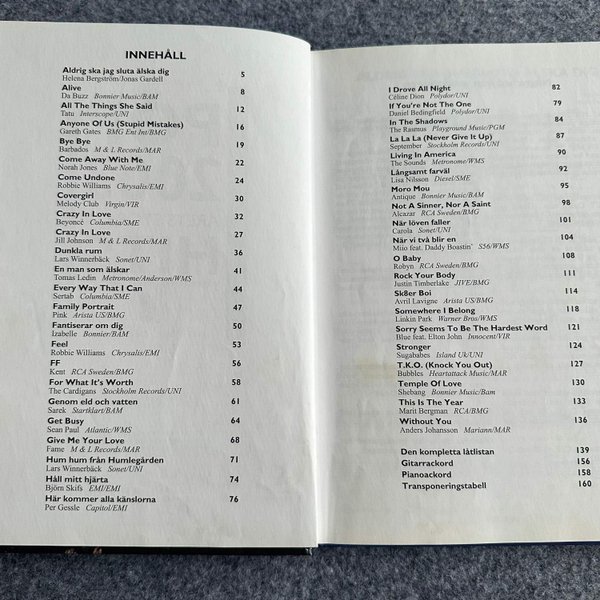 INNEHÅLL
Aldrig ska jag sluta älska dig 5
Helena Bergström/Jonas Gardell
Alive 8
Da Buzz Bonnier Music/BAM
All The Things She Said 12
Tatu Interscope/UNI
Anyone Of Us (Stupid Mistakes) 16
Gareth Gates BMG Ent Int/BMG
Bye Bye 19
Barbados M & L Records/MAR
Come Away With Me 22
Norah Jones Blue Note/EMI
Come Undone 24
Robbie Williams Chrysalis/EMI
Covergirl 30
Melody Club Virgin/VIR
Crazy In Love 32
Beyoncé Columbia/SME
Crazy In Love 27
Jill Johnson M & L Records/MAR
Dunkla rum 36
Lars Winnerbäck Sonet/UNI
En man som älskar 41
Tomas Ledin Metronome/Anderson/WMS
Every Way That I Can 44
Sertab Columbia/SME
Family Portrait 47
Pink Arista US/BMG
Fantiserar om dig 50
Izabelle Bonnier/BAM
Feel 53
Robbie Williams Chrysalis/EMI
FF 56
Kent RCA Sweden/BMG
For What It's Worth 58
The Cardigans Stockholm Records/UNI
Genom eld och vatten 61
Sarek Startklart/BAM
Get Busy 64
Sean Paul Atlantic/WMS
Give Me Your Love 68
Fame M & L Records/MAR
Hum hum från Humlegården 71
Lars Winnerbäck Sonet/UNI
Håll mitt hjärta 74
Björn Skifs EMI/EMI
Här kommer alla känslorna 76
Per Gessle Capitol/EMI
I Drove All Night 82
Céline Dion Polydor/UNI
If You're Not The One 79
Daniel Bedingfield Polydor/UNI
In The Shadows 84
The Rasmus Playground Music/PGM
La La La (Never Give It Up) 87
September Stockholm Records/UNI
Living In America 90
The Sounds Metronome/WMS
Långsamt farväl 92
Lisa Nilsson Diesel/SME
Moro Mou 95
Antique Bonnier Music/BAM
Not A Sinner, Nor A Saint 98
Alcazar RCA Sweden/BMG
När löven faller 101
Carola Sonet/UNI
När vi två blir en 104
Miio feat. Daddy Boastin' S56/WMS
O Baby 108
Robyn RCA Sweden/BMG
Rock Your Body 111
Justin Timberlake JIVE/BMG
Sk8er Boi 114
Avril Lavigne Arista US/BMG
Somewhere I Belong 118
Linkin Park Warner Bros/WMS
Sorry Seems To Be The Hardest Word 121
Blue feat. Elton John Innocent/VIR
Stronger 124
Sugababes Island Uk/UNI
T.K.O. (Knock You Out) 127
Bubbles Heartattack Music/MAR
Temple Of Love 130
Shebang Bonnier Music/Bam
This Is The Year 133
Marit Bergman RCA/BMG
Without You 136
Anders Johansson Mariann/MAR
Den kompletta låtlistan 139
Gitarrackord 156
Pianoackord 158
Transponeringstabell 160